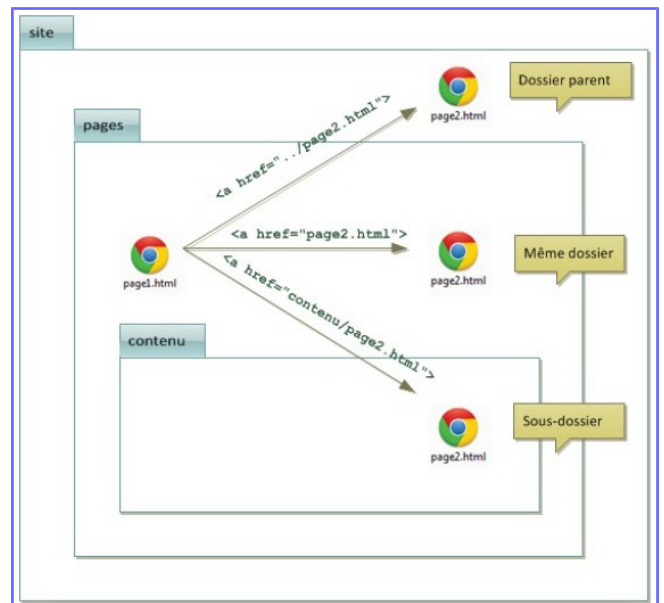 site
Dossier parent
page2.html
pages
<a href="../page2.html">
<a href="page2.html">
Même dossier
page1.html
page2.html
<a href="contenu/page2.html">
contenu
Sous-dossier
page2.html